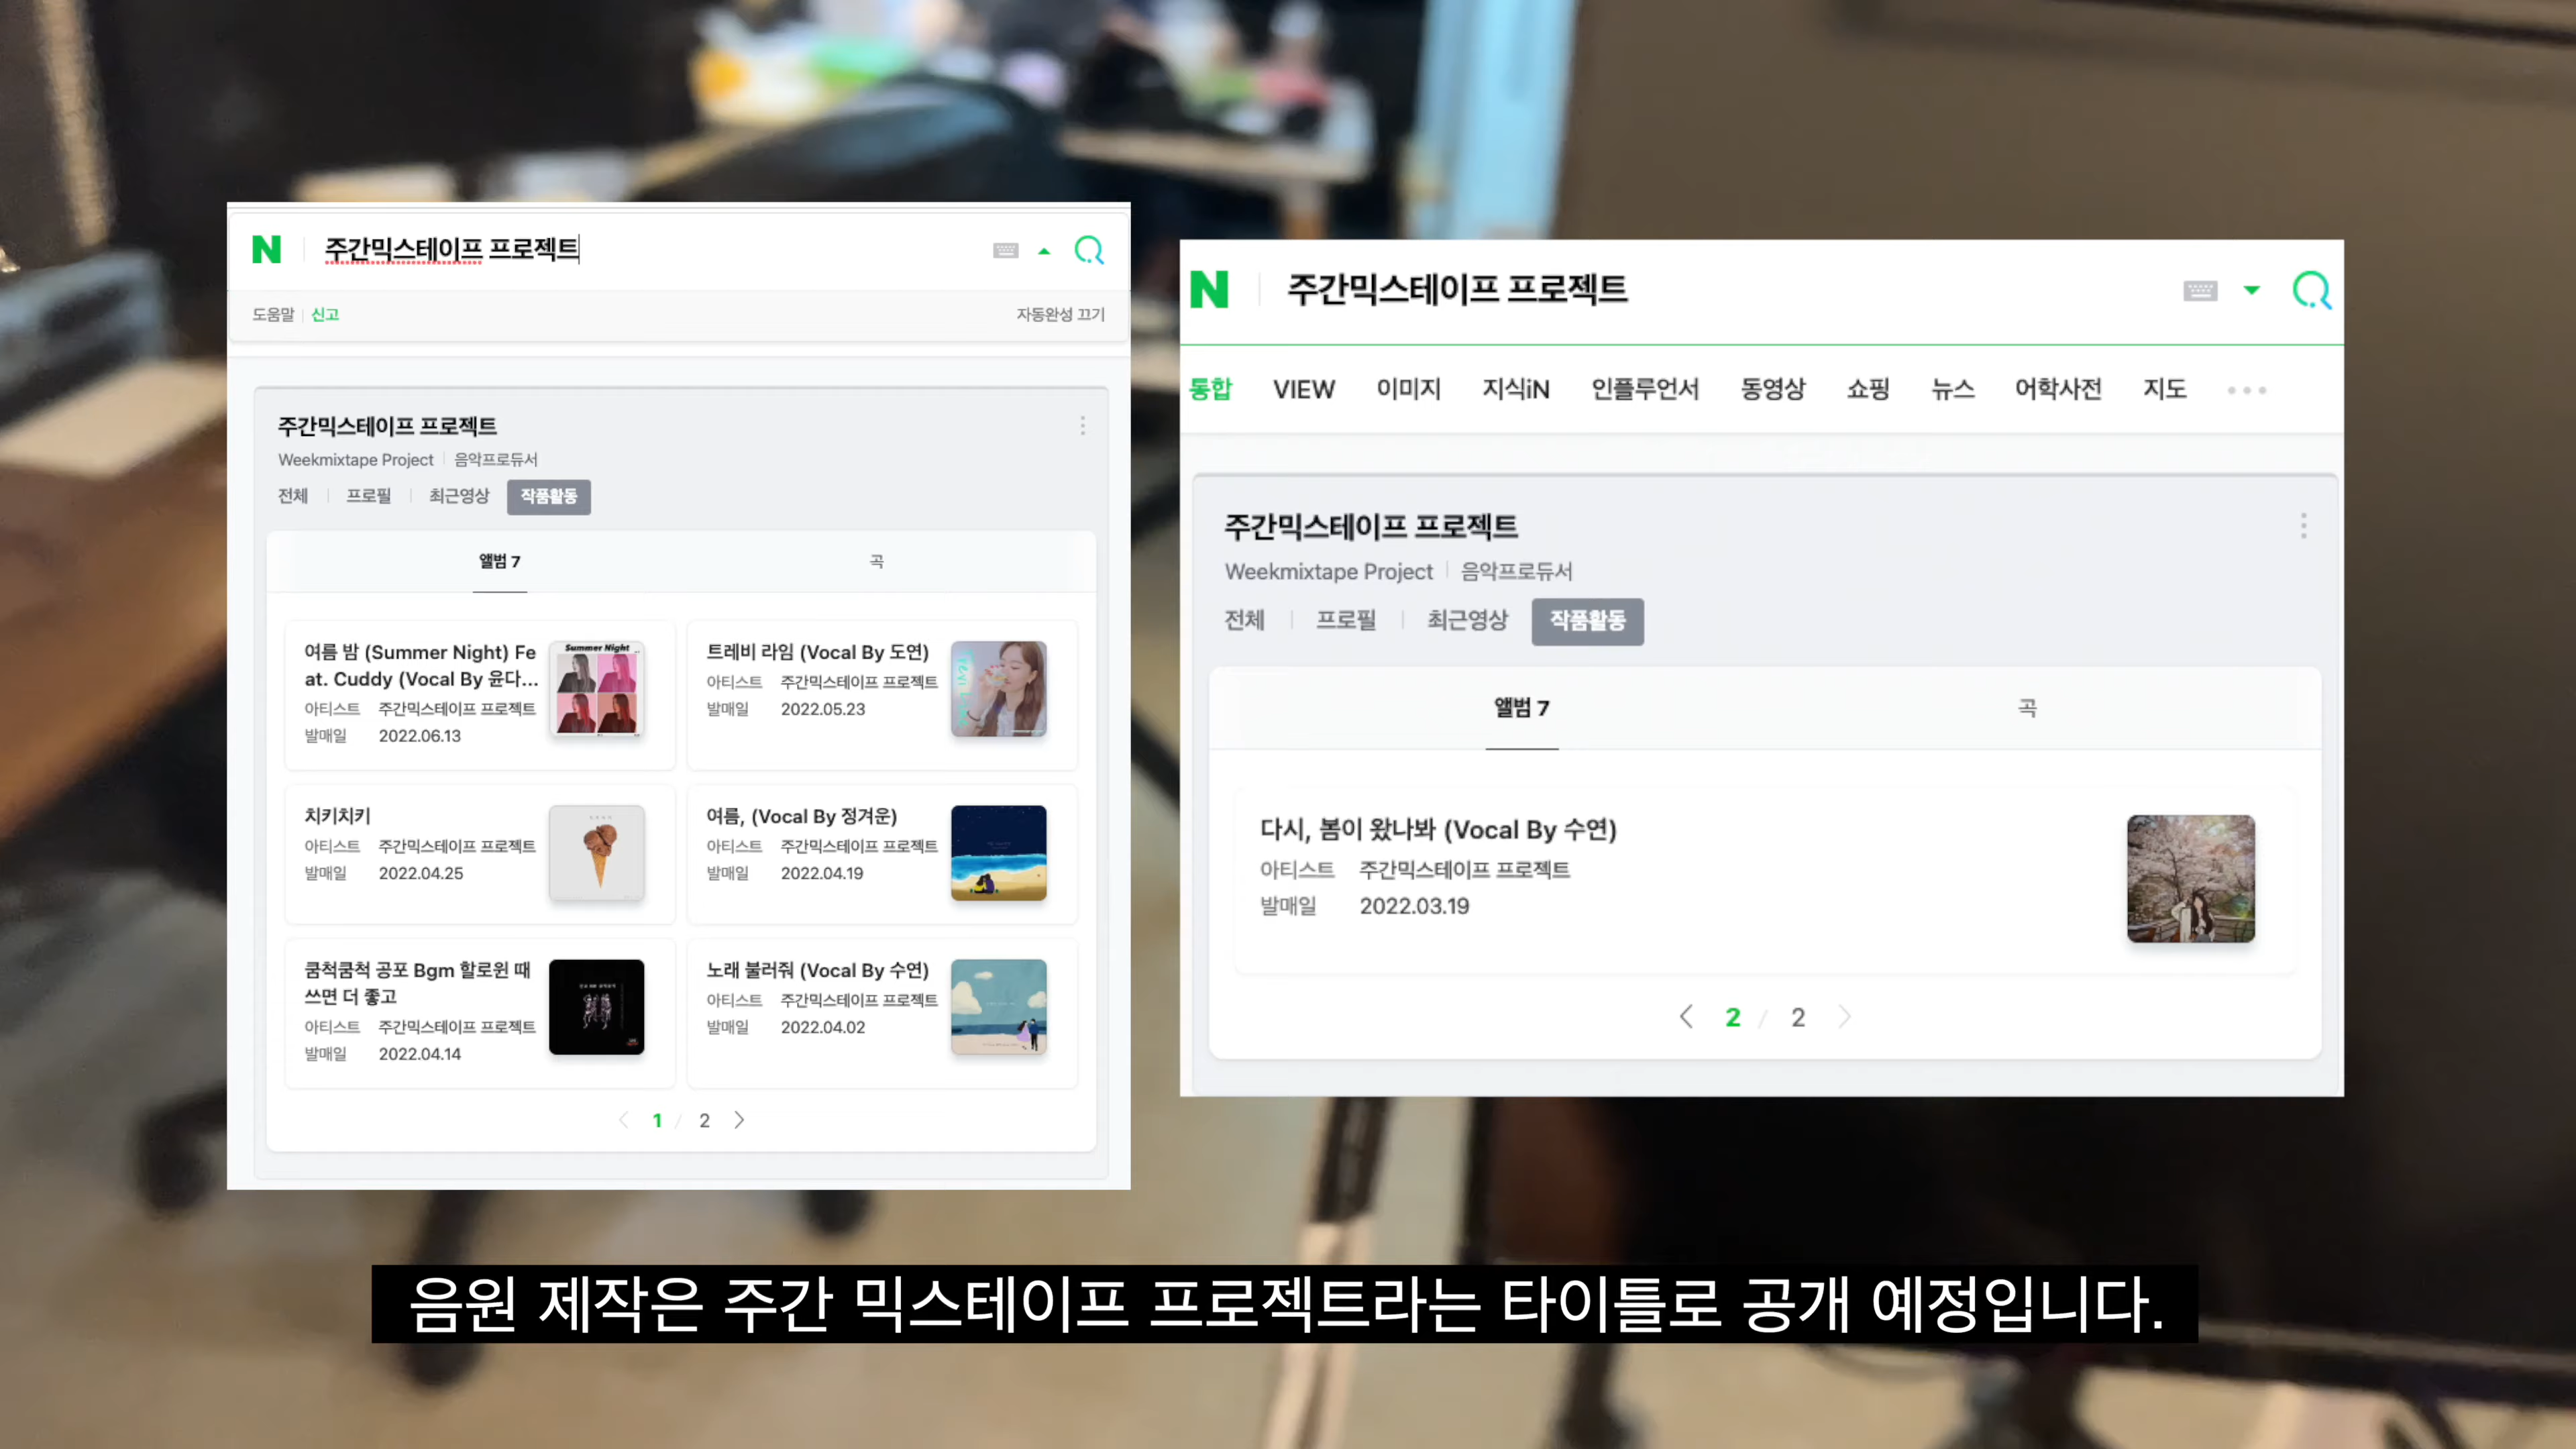 N 주간믹스테이프 프로젝트
도움말 신고 자동완성 끄기
주간믹스테이프 프로젝트
Weekmixtape Project 음악프로듀서
전체 프로필 최근영상 작품활동
앨범 7 곡
여름 밤 (Summer Night) Fe
at. Cuddy (Vocal By 윤다...
아티스트 주간믹스테이프 프로젝트
발매일 2022.06.13
Summer Night
트레비 라임 (Vocal By 도연)
아티스트 주간믹스테이프 프로젝트
발매일 2022.05.23
치키치키
아티스트 주간믹스테이프 프로젝트
발매일 2022.04.25
여름, (Vocal By 정겨운)
아티스트 주간믹스테이프 프로젝트
발매일 2022.04.19
쿵척쿵척 공포 Bgm 할로윈 때
쓰면 더 좋고
아티스트 주간믹스테이프 프로젝트
발매일 2022.04.14
노래 불러줘 (Vocal By 수연)
아티스트 주간믹스테이프 프로젝트
발매일 2022.04.02
1 / 2
N 주간믹스테이프 프로젝트
통합 VIEW 이미지 지식iN 인플루언서 동영상 쇼핑 뉴스 어학사전 지도
주간믹스테이프 프로젝트
Weekmixtape Project 음악프로듀서
전체 프로필 최근영상 작품활동
앨범 7 곡
다시, 봄이 왔나봐 (Vocal By 수연)
아티스트 주간믹스테이프 프로젝트
발매일 2022.03.19
2 / 2
음원 제작은 주간 믹스테이프 프로젝트라는 타이틀로 공개 예정입니다.